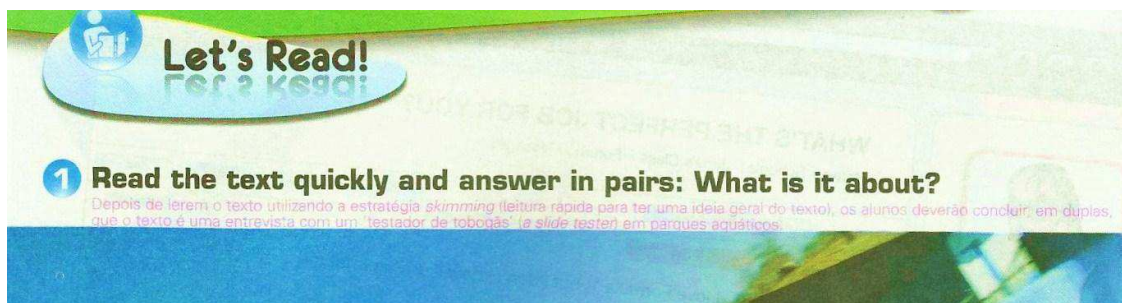 Let's Read!
1 Read the text quickly and answer in pairs: What is it about?
Depois de lerem o texto utilizando a estratégia skimming (leitura rápida para ter uma ideia geral do texto), os alunos deverão concluir, em duplas,
que o texto é uma entrevista com um 'testador de tobogãs' (a slide tester) em parques aquáticos.